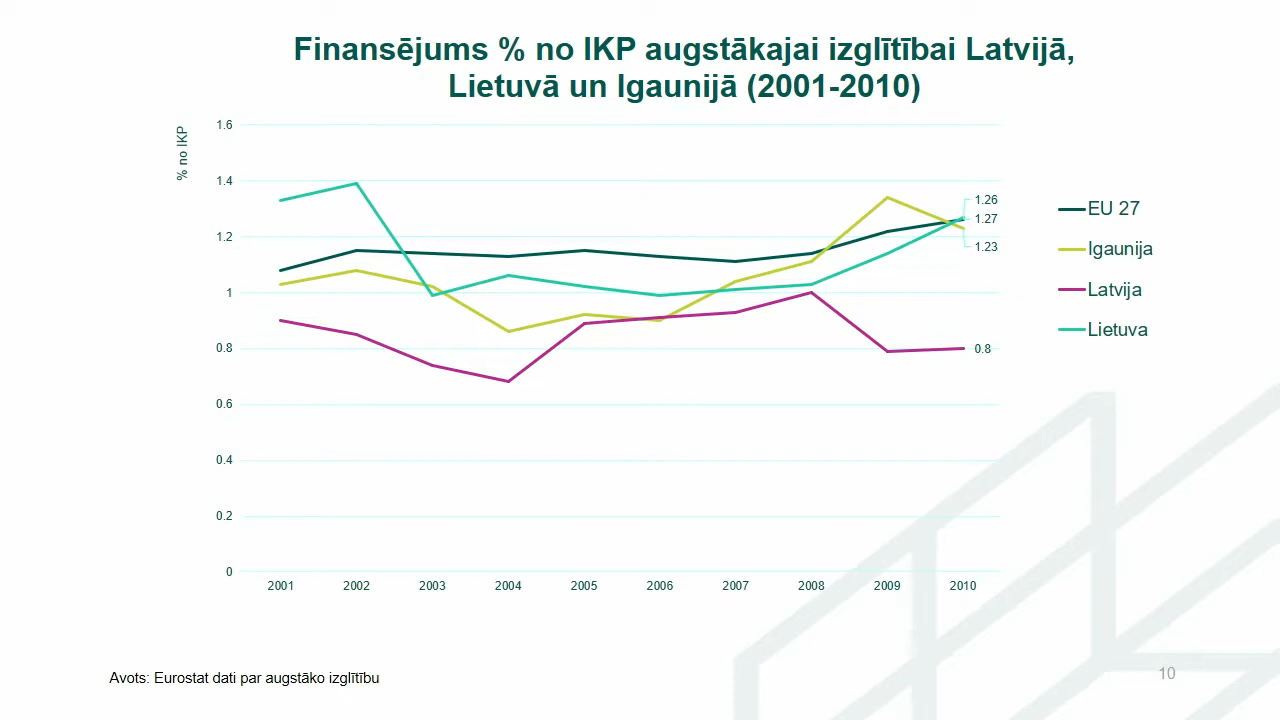 Finansējums % no IKP augstākajai izglītībai Latvijā,
Lietuvā un Igaunijā (2001-2010)
% no IKP
1.6
1.4
1.2
1
0.8
0.6
0.4
0.2
0
1.26
1.27
1.23
0.8
2001 2002 2003 2004 2005 2006 2007 2008 2009 2010
EU 27
Igaunija
Latvija
Lietuva
Avots: Eurostat dati par augstāko izglītību
10